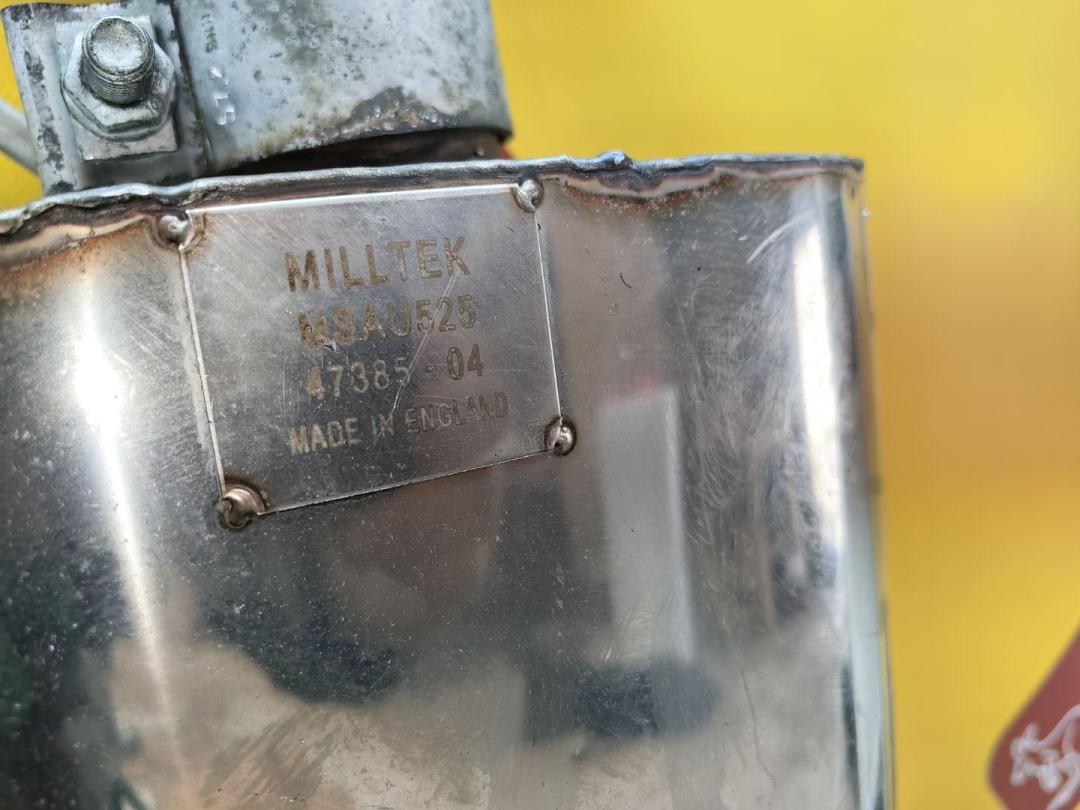 MILLTEK
MSAU525
47385-04
MADE IN ENGLAND